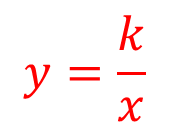 y = k/x